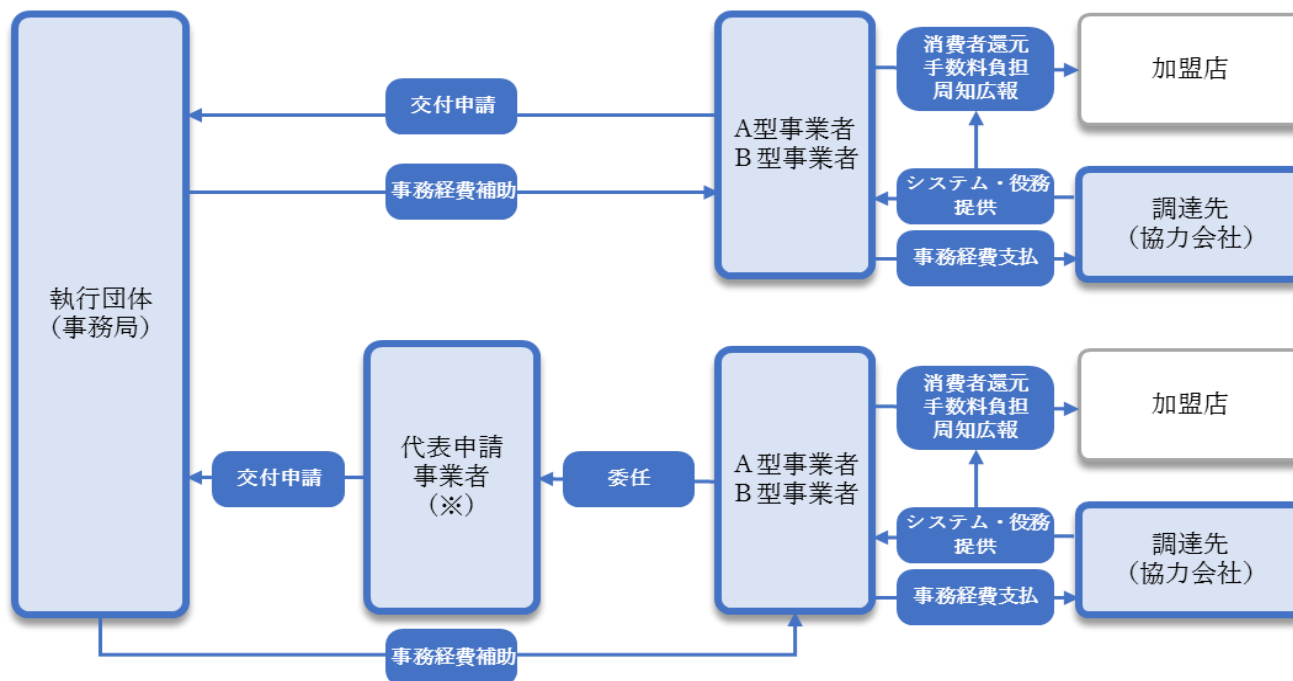 消費者還元
手数料負担
周知広報
加盟店
交付申請
A型事業者
Ｂ型事業者
事務経費補助
システム・役務
提供
調達先
（協力会社）
事務経費支払
執行団体
（事務局）
消費者還元
手数料負担
周知広報
加盟店
代表申請
事業者
（※）
交付申請
委任
Ａ型事業者
Ｂ型事業者
システム・役務
提供
調達先
（協力会社）
事務経費支払
事務経費補助